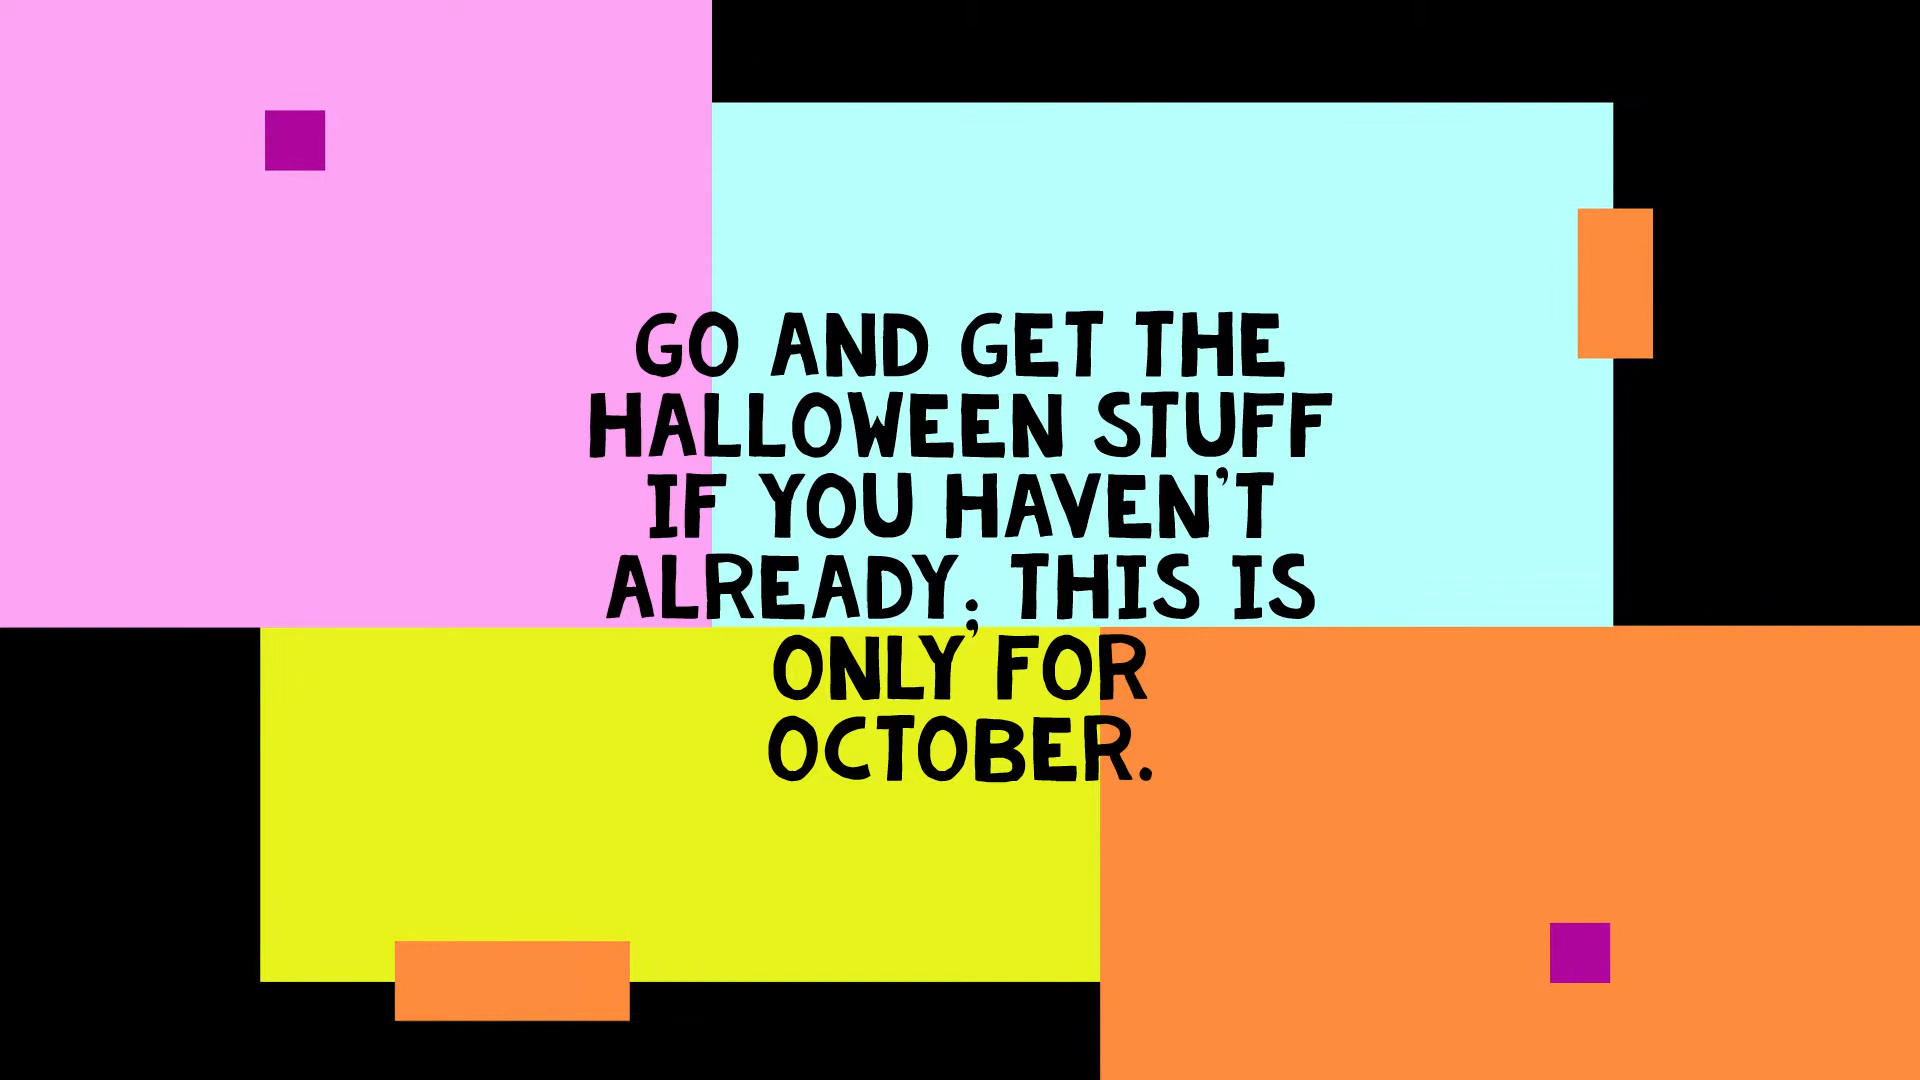 GO AND GET THE
HALLOWEEN STUFF
IF YOU HAVEN'T
ALREADY; THIS IS
ONLY FOR
OCTOBER.